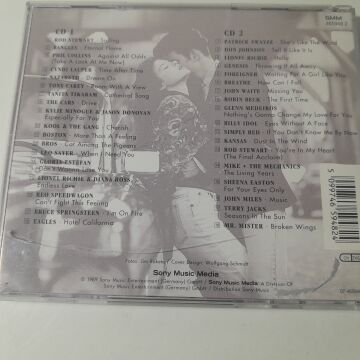 CD 1
ROD STEWART - Sailing
BANGLES - Eternal Flame
PHIL COLLINS - Against All Odds
(Take A Look At Me Now)
CYNDI LAUPER - Time After Time
NAZARETH - Dream On
TONY CAREY - Room With A View
TANITA TIKARAM - Cathedral Song
THE CARS - Drive
KYLIE MINOGUE & JASON DONOVAN
Especially For You
KOOL & THE GANG - Cherish
BOSTON - More Than A Feeling
BROS - Cat Among The Pigeons
LEO SAYER - When I Need You
GLORIA ESTEFAN
Don't Wanna Lose You
LIONEL RICHIE & DIANA ROSS
Endless Love
REO SPEEDWAGON
Can't Fight This Feeling
BRUCE SPRINGSTEEN - I'm On Fire
EAGLES - Hotel California
CD 2
PATRICK SWAYZE - She's Like The Wind
DON JOHNSON - Tell It Like It Is
LIONEL RICHIE - Hello
GENESIS - Throwing It All Away
FOREIGNER - Waiting For A Girl Like You
BREATHE - How Can I Fall
JOHN WAITE - Missing You
ROBIN BECK - The First Time
GLENN MEDEIROS
Nothing's Gonna Change My Love For You
BILLY IDOL - Eyes Without A Face
SIMPLY RED - If You Don't Know Me By Now
KANSAS - Dust In The Wind
ROD STEWART - You're In My Heart
(The Final Acclaim)
MIKE + THE MECHANICS
The Living Years
SHEENA EASTON
For Your Eyes Only
JOHN MILES - Music
TERRY JACKS
Seasons In The Sun
MR. MISTER - Broken Wings
SMM
5 099746 594824
Sony Music Media